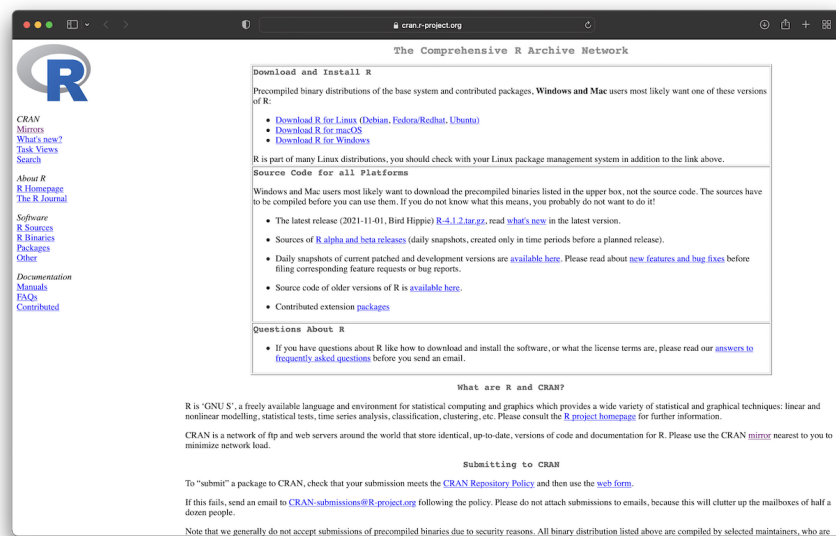 cran.r-project.org
R
CRAN
Mirrors
What's new?
Task Views
Search
About R
R Homepage
The R Journal
Software
R Sources
R Binaries
Packages
Other
Documentation
Manuals
FAQs
Contributed
The Comprehensive R Archive Network
Download and Install R
Precompiled binary distributions of the base system and contributed packages, Windows and Mac users most likely want one of these versions
of R:
• Download R for Linux (Debian, Fedora/Redhat, Ubuntu)
• Download R for macOS
• Download R for Windows
R is part of many Linux distributions, you should check with your Linux package management system in addition to the link above.
Source Code for all Platforms
Windows and Mac users most likely want to download the precompiled binaries listed in the upper box, not the source code. The sources have
to be compiled before you can use them. If you do not know what this means, you probably do not want to do it!
• The latest release (2021-11-01, Bird Hippie) R-4.1.2.tar.gz, read what's new in the latest version.
• Sources of R alpha and beta releases (daily snapshots, created only in time periods before a planned release).
• Daily snapshots of current patched and development versions are available here. Please read about new features and bug fixes before
filing corresponding feature requests or bug reports.
• Source code of older versions of R is available here.
• Contributed extension packages
Questions About R
• If you have questions about R like how to download and install the software, or what the license terms are, please read our answers to
frequently asked questions before you send an email.
What are R and CRAN?
R is ‘GNU S’, a freely available language and environment for statistical computing and graphics which provides a wide variety of statistical and graphical techniques: linear and
nonlinear modelling, statistical tests, time series analysis, classification, clustering, etc. Please consult the R project homepage for further information.
CRAN is a network of ftp and web servers around the world that store identical, up-to-date, versions of code and documentation for R. Please use the CRAN mirror nearest to you to
minimize network load.
Submitting to CRAN
To “submit” a package to CRAN, check that your submission meets the CRAN Repository Policy and then use the web form.
If this fails, send an email to CRAN-submissions@R-project.org following the policy. Please do not attach submissions to emails, because this will clutter up the mailboxes of half a
dozen people.
Note that we generally do not accept submissions of precompiled binaries due to security reasons. All binary distribution listed above are compiled by selected maintainers, who are